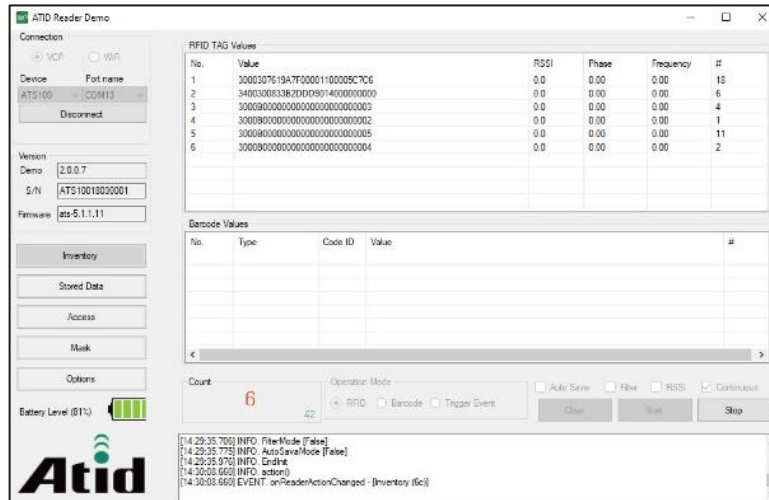 ATID Reader Demo
Connection
VCP WiFi
Device Port name
ATS100 COM13
Disconnect
Version
Demo 2.0.0.7
S/N ATS10018030001
Firmware ats-5.1.1.11
Inventory
Stored Data
Access
Mask
Options
Battery Level (81%)
Atid
RFID TAG Values
No. Value RSSI Phase Frequency #
1 0.0 0.00 0.00 18
2 0.0 0.00 0.00 6
3 0.0 0.00 0.00 4
4 0.0 0.00 0.00 1
5 0.0 0.00 0.00 11
6 0.0 0.00 0.00 2
Barcode Values
No. Type Code ID Value #
Count
6
42
Operation Mode
RFID Barcode Trigger Event
Auto Save Filter RSSI Continuous
Clear Start Stop
[14:29:35.706] INFO. FilterMode [False]
[14:29:35.775] INFO. AutoSavaMode [False]
[14:29:35.976] INFO. EndInit
[14:30:08.660] INFO. action()
[14:30:08.660] EVENT. onReaderActionChanged - [Inventory (6c)]